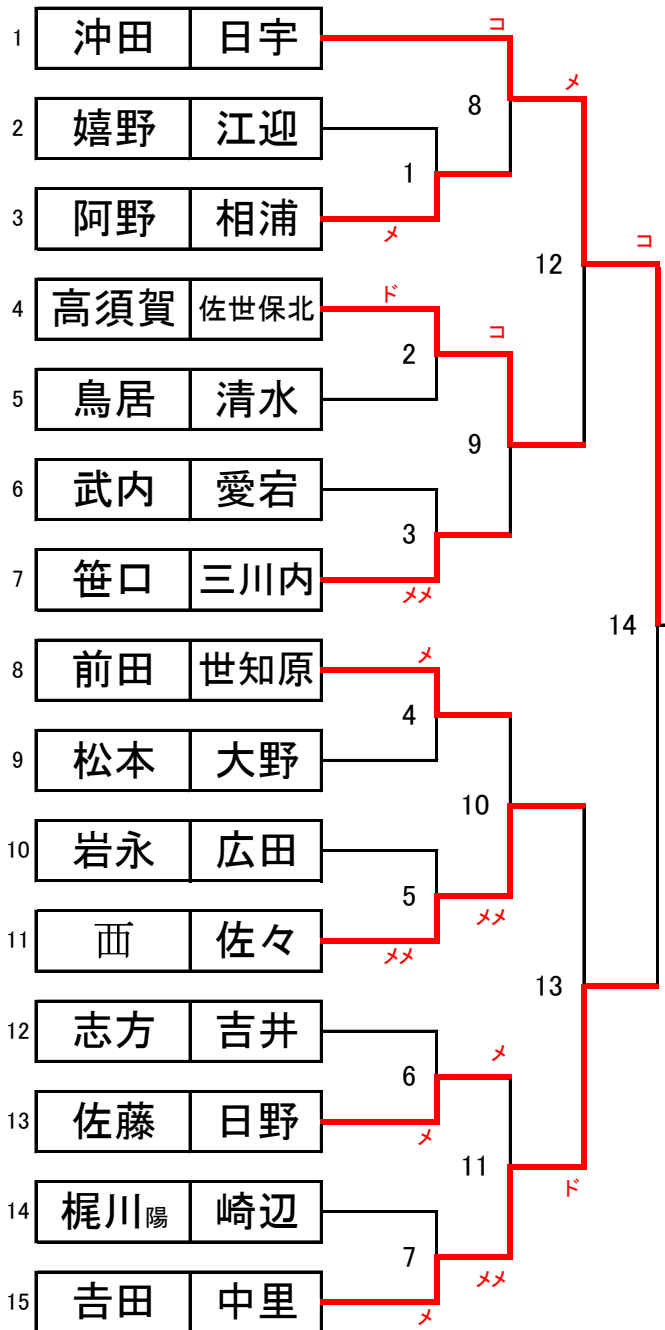 1 沖田 日宇
コ
メ
8
2 嬉野 江迎
1
3 阿野 相浦
メ
コ
12
4 高須賀 佐世保北
ド
コ
2
5 鳥居 清水
9
6 武内 愛宕
3
7 笹口 三川内
メメ
14
8 前田 世知原
メ
4
9 松本 大野
10
10 岩永 広田
5
メメ
11 襾 佐々
メメ
13
12 志方 吉井
メ
6
13 佐藤 日野
メ
11
ド
14 梶川陽 崎辺
7
メメ
15 𠮷田 中里
メ